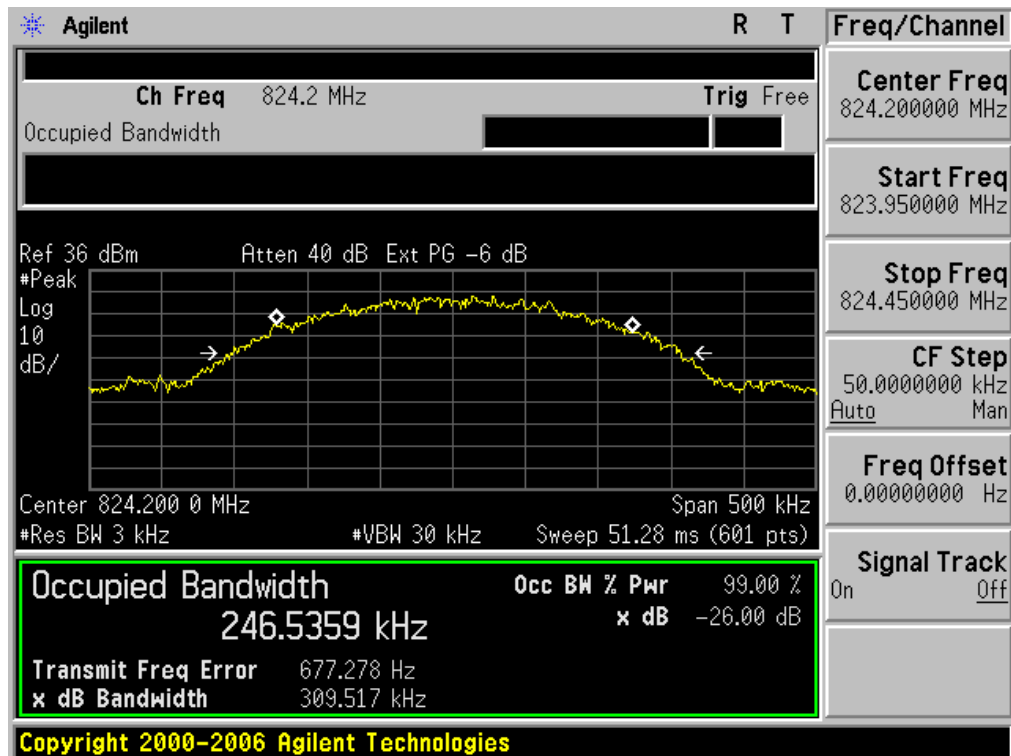 Agilent R T
Ch Freq 824.2 MHz Trig Free
Occupied Bandwidth
Ref 36 dBm Atten 40 dB Ext PG -6 dB
#Peak
Log
10
dB/
Center 824.200 0 MHz Span 500 kHz
#Res BW 3 kHz #VBW 30 kHz Sweep 51.28 ms (601 pts)
Occupied Bandwidth
246.5359 kHz
Occ BW % Pwr 99.00 %
x dB -26.00 dB
Transmit Freq Error 677.278 Hz
x dB Bandwidth 309.517 kHz
Copyright 2000-2006 Agilent Technologies
Freq/Channel
Center Freq
824.200000 MHz
Start Freq
823.950000 MHz
Stop Freq
824.450000 MHz
CF Step
50.0000000 kHz
Auto Man
Freq Offset
0.00000000 Hz
Signal Track
On Off